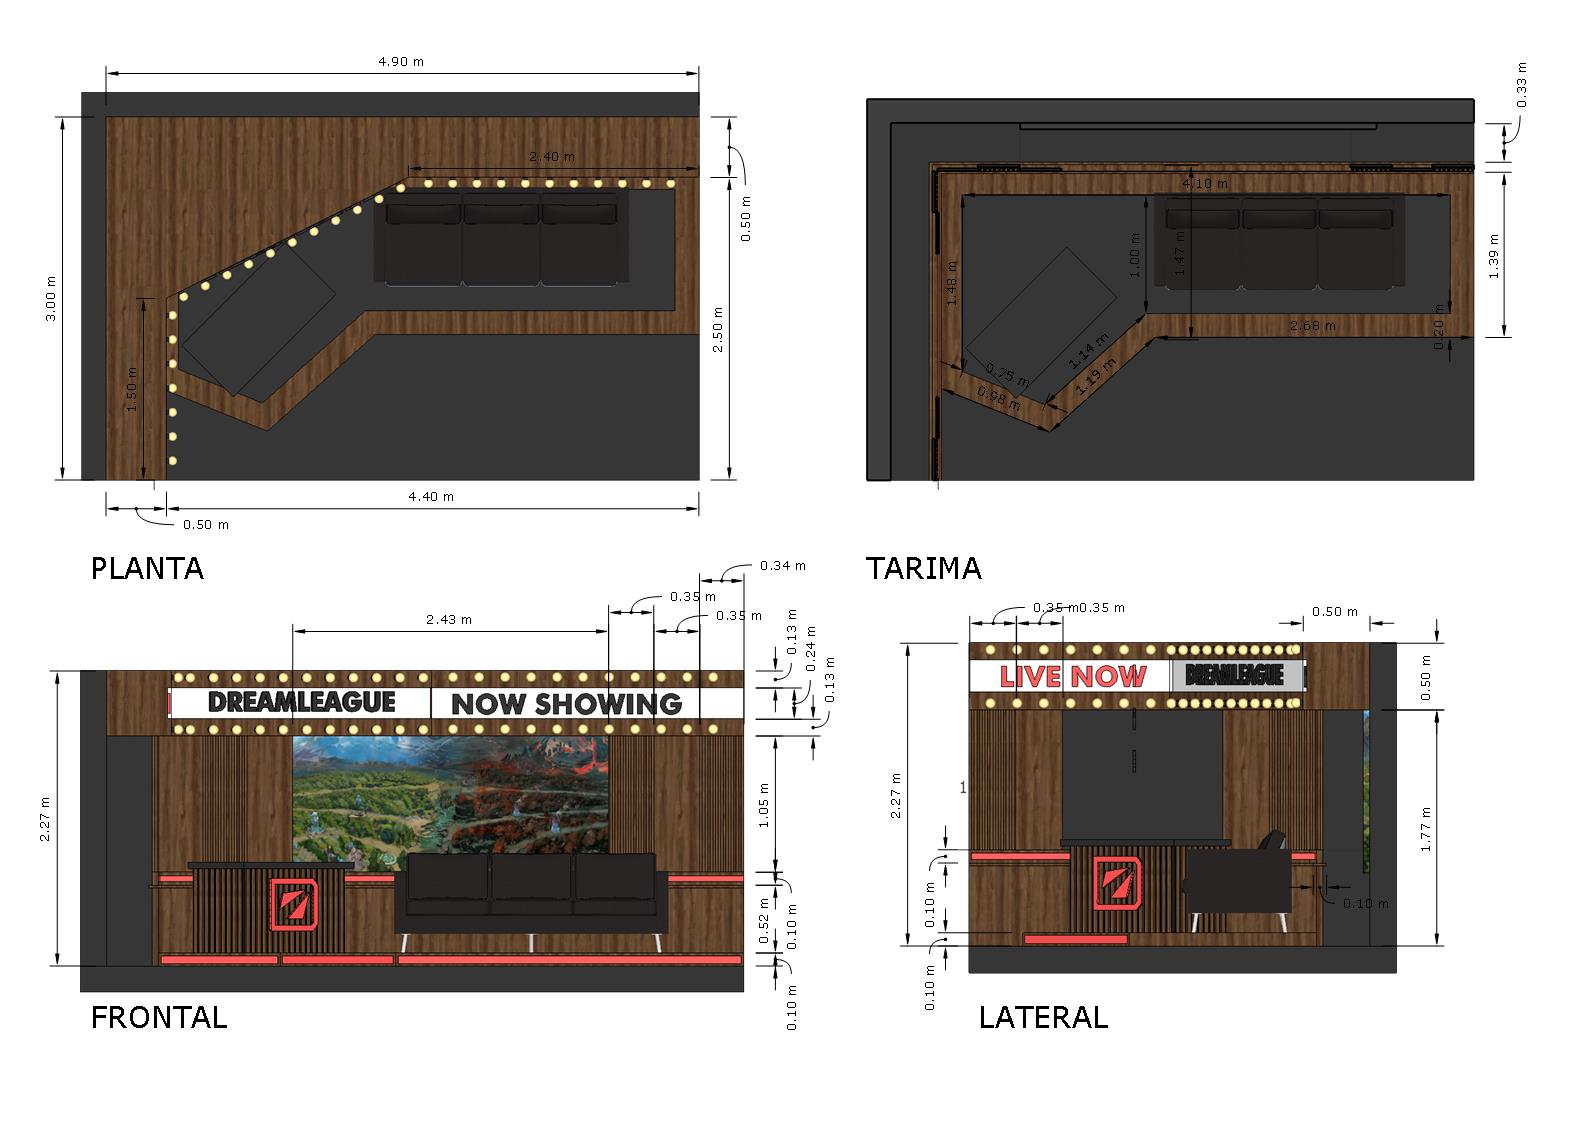 4.90 m
2.40 m
0.50 m
3.00 m
1.50 m
2.50 m
4.40 m
0.50 m
PLANTA
0.33 m
4.10 m
1.00 m
1.47 m
1.39 m
1.48 m
2.68 m
0.20 m
1.14 m
1.19 m
0.75 m
0.98 m
TARIMA
0.34 m
0.35 m
0.35 m
2.43 m
0.13 m
0.24 m
0.13 m
DREAMLEAGUE
NOW SHOWING
2.27 m
1.05 m
0.52 m
0.10 m
0.10 m
FRONTAL
0.35 m
0.35 m
0.50 m
LIVE NOW
DREAMLEAGUE
0.50 m
2.27 m
1
1.77 m
0.10 m
0.10 m
0.10 m
LATERAL